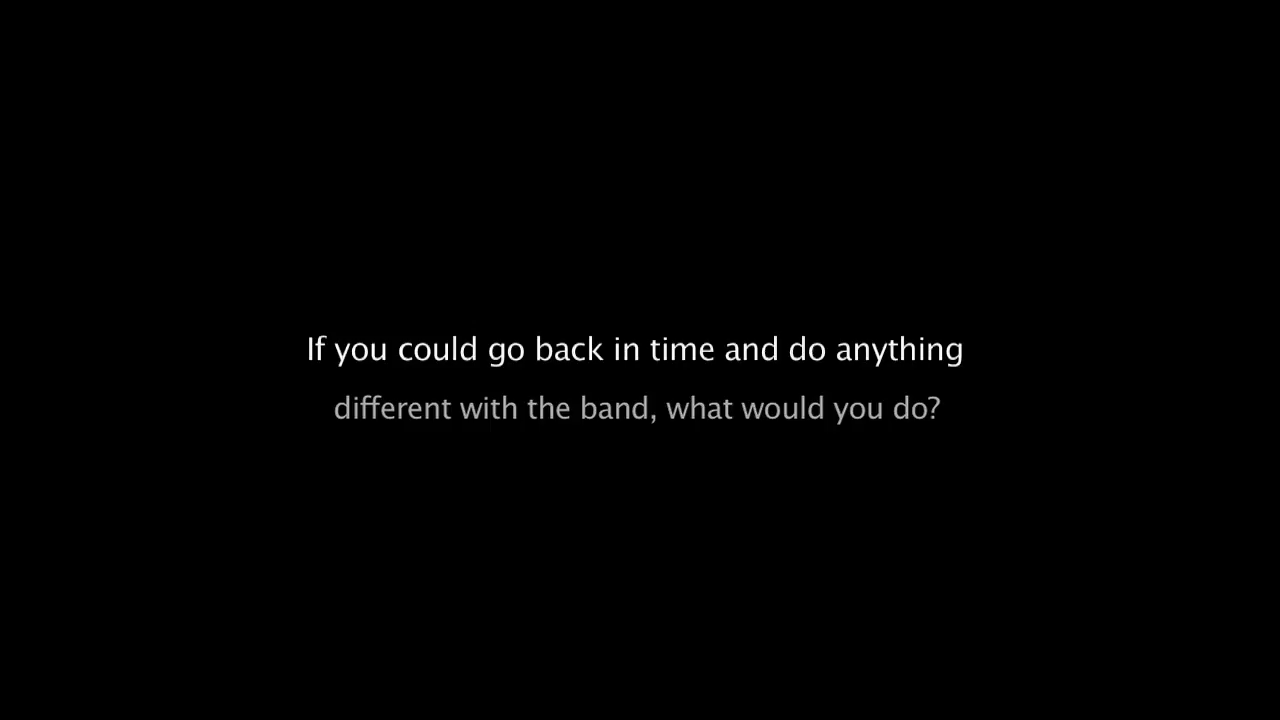 If you could go back in time and do anything
different with the band, what would you do?